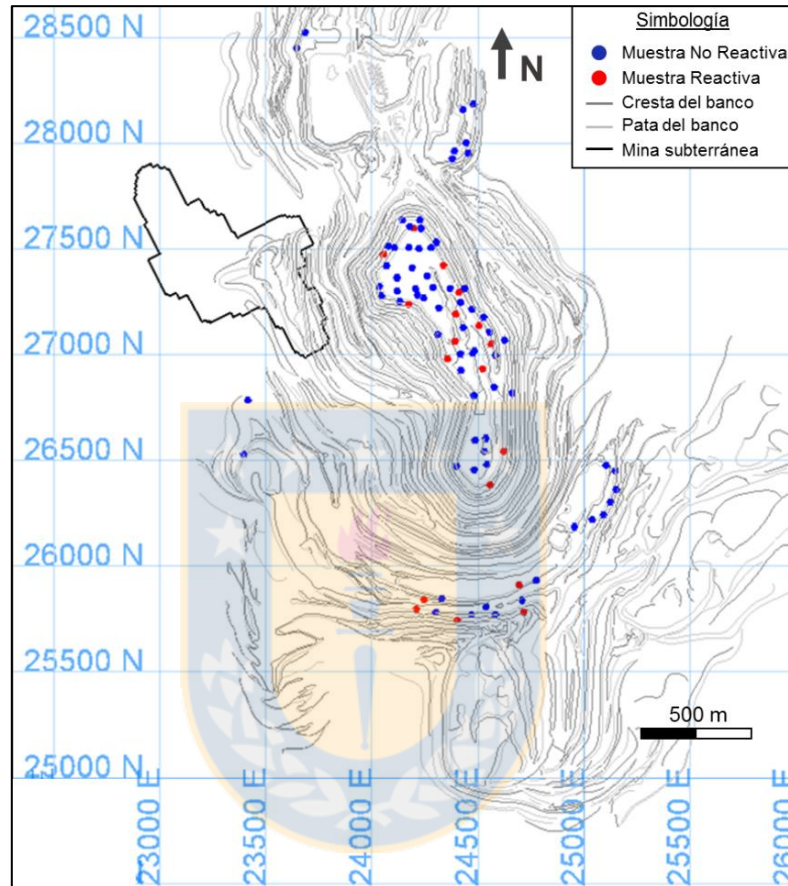 Simbología
Muestra No Reactiva
Muestra Reactiva
Cresta del banco
Pata del banco
Mina subterránea
N
28500 N
28000 N
27500 N
27000 N
26500 N
26000 N
25500 N
25000 N
500 m
23000 E
23500 E
24000 E
24500 E
25000 E
25500 E
26000 E